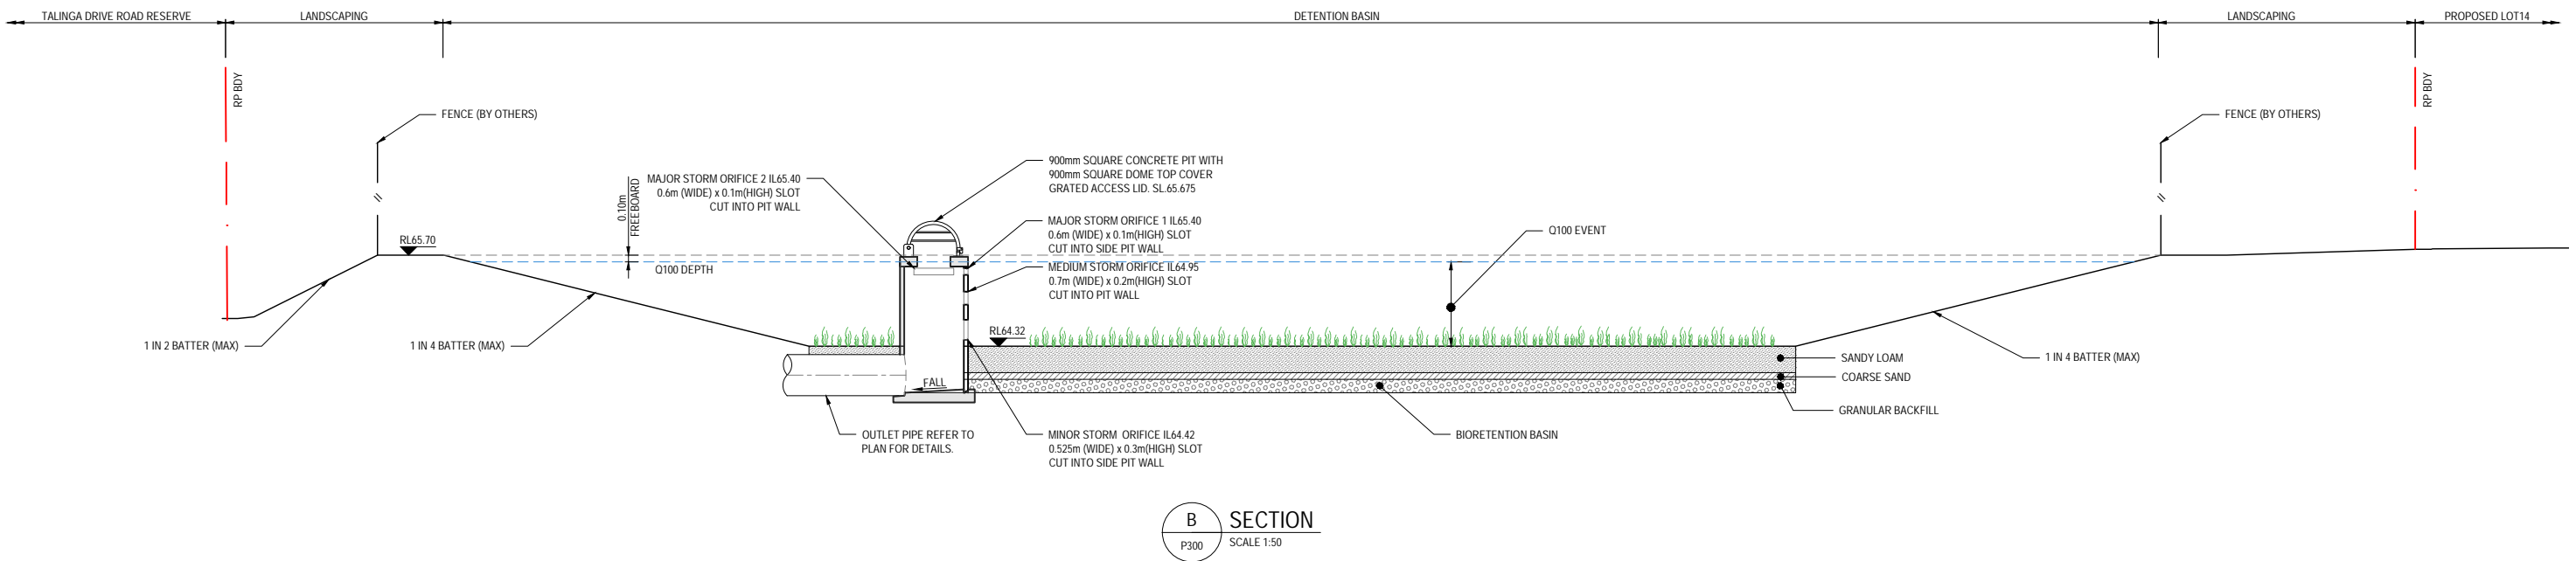 TALINGA DRIVE ROAD RESERVE
LANDSCAPING
DETENTION BASIN
LANDSCAPING
PROPOSED LOT14
RP BDY
RP BDY
FENCE (BY OTHERS)
FENCE (BY OTHERS)
900mm SQUARE CONCRETE PIT WITH
900mm SQUARE DOME TOP COVER
GRATED ACCESS LID. SL.65.675
MAJOR STORM ORIFICE 2 IL65.40
0.6m (WIDE) x 0.1m(HIGH) SLOT
CUT INTO PIT WALL
0.10m
FREEBOARD
MAJOR STORM ORIFICE 1 IL65.40
0.6m (WIDE) x 0.1m(HIGH) SLOT
CUT INTO SIDE PIT WALL
Q100 EVENT
RL65.70
Q100 DEPTH
MEDIUM STORM ORIFICE IL64.95
0.7m (WIDE) x 0.2m(HIGH) SLOT
CUT INTO PIT WALL
RL64.32
1 IN 2 BATTER (MAX)
1 IN 4 BATTER (MAX)
SANDY LOAM
1 IN 4 BATTER (MAX)
COARSE SAND
FALL
GRANULAR BACKFILL
OUTLET PIPE REFER TO
PLAN FOR DETAILS.
MINOR STORM ORIFICE IL64.42
0.525m (WIDE) x 0.3m(HIGH) SLOT
CUT INTO SIDE PIT WALL
BIORETENTION BASIN
B
P300
SECTION
SCALE 1:50